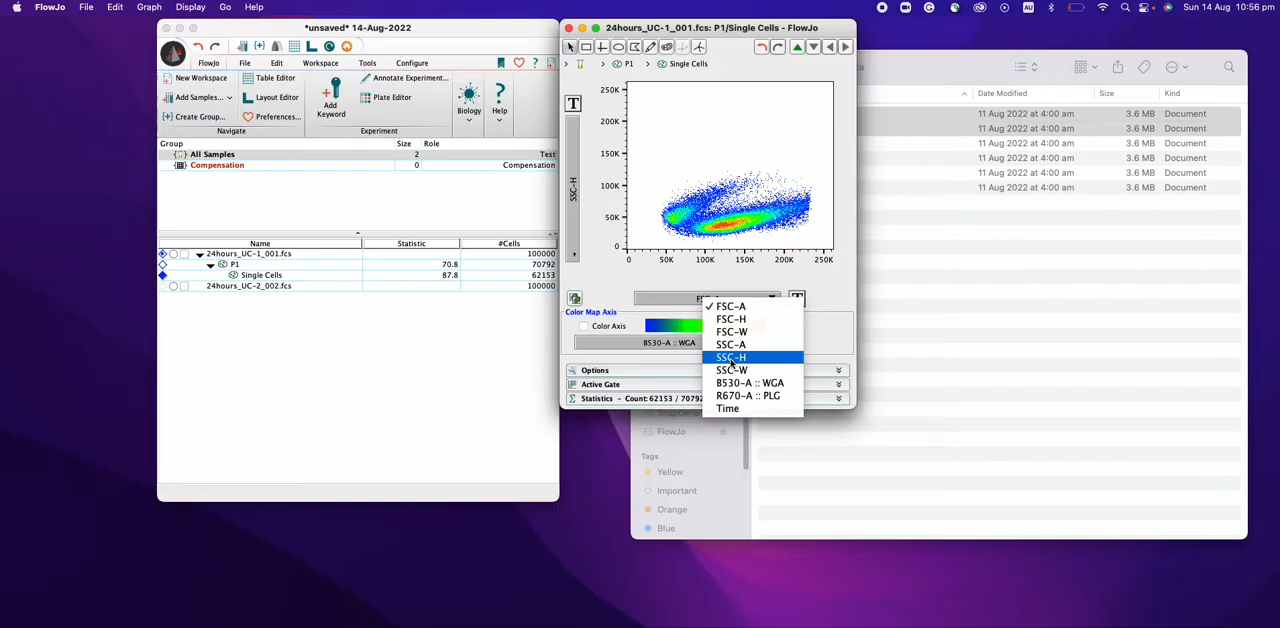 FlowJo File Edit Graph Display Go Help
AU Sun 14 Aug 10:56 pm
*unsaved* 14-Aug-2022
FlowJo File Edit Workspace Tools Configure
New Workspace Table Editor Annotate Experiment...
Add Samples... Layout Editor Plate Editor
Create Group... Preferences...
Add
Keyword
Biology Help
Navigate Experiment
Group Size Role
All Samples 2 Test
Compensation 0 Compensation
Name Statistic #Cells
24hours_UC-1_001.fcs 100000
P1 70.8 70792
Single Cells 87.8 62153
24hours_UC-2_002.fcs 100000
24hours_UC-1_001.fcs: P1/Single Cells - FlowJo
P1 Single Cells
T
SSC-H
250K
200K
150K
100K
50K
0
0 50K 100K 150K 200K 250K
Color Map Axis
Color Axis
B530-A :: WGA
Options
Active Gate
Statistics - Count:62153 / 70792
FSC-A
FSC-H
FSC-W
SSC-A
SSC-H
SSC-W
B530-A :: WGA
R670-A :: PLG
Time
Date Modified Size Kind
11 Aug 2022 at 4:00 am 3.6 MB Document
11 Aug 2022 at 4:00 am 3.6 MB Document
11 Aug 2022 at 4:00 am 3.6 MB Document
11 Aug 2022 at 4:00 am 3.6 MB Document
11 Aug 2022 at 4:00 am 3.6 MB Document
11 Aug 2022 at 4:00 am 3.6 MB Document
FlowJo
Tags
Yellow
Important
Orange
Blue